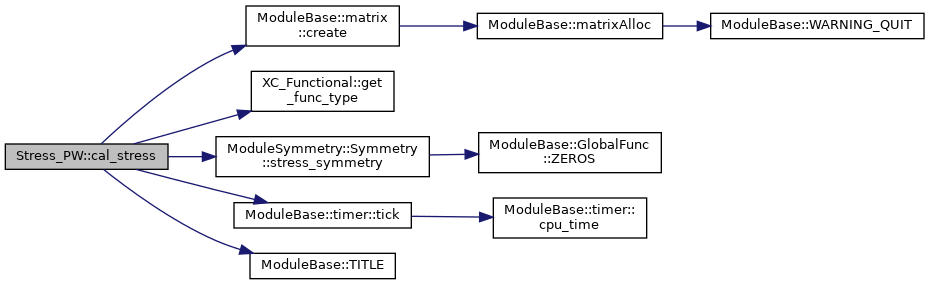 ModuleBase::matrix
::create
ModuleBase::matrixAlloc
ModuleBase::WARNING_QUIT
XC_Functional::get
_func_type
Stress_PW::cal_stress
ModuleSymmetry::Symmetry
::stress_symmetry
ModuleBase::GlobalFunc
::ZEROS
ModuleBase::timer::tick
ModuleBase::timer::
cpu_time
ModuleBase::TITLE